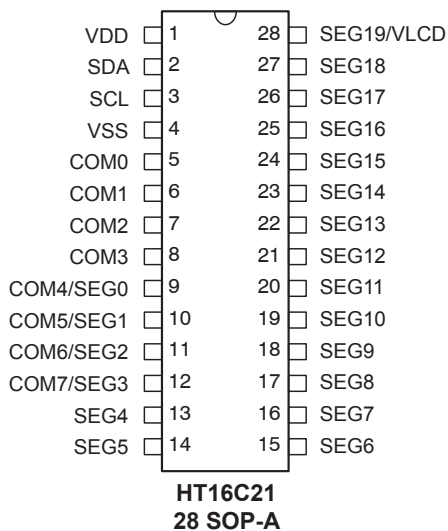 VDD 1 28 SEG19/VLCD
SDA 2 27 SEG18
SCL 3 26 SEG17
VSS 4 25 SEG16
COM0 5 24 SEG15
COM1 6 23 SEG14
COM2 7 22 SEG13
COM3 8 21 SEG12
COM4/SEG0 9 20 SEG11
COM5/SEG1 10 19 SEG10
COM6/SEG2 11 18 SEG9
COM7/SEG3 12 17 SEG8
SEG4 13 16 SEG7
SEG5 14 15 SEG6
HT16C21
28 SOP-A